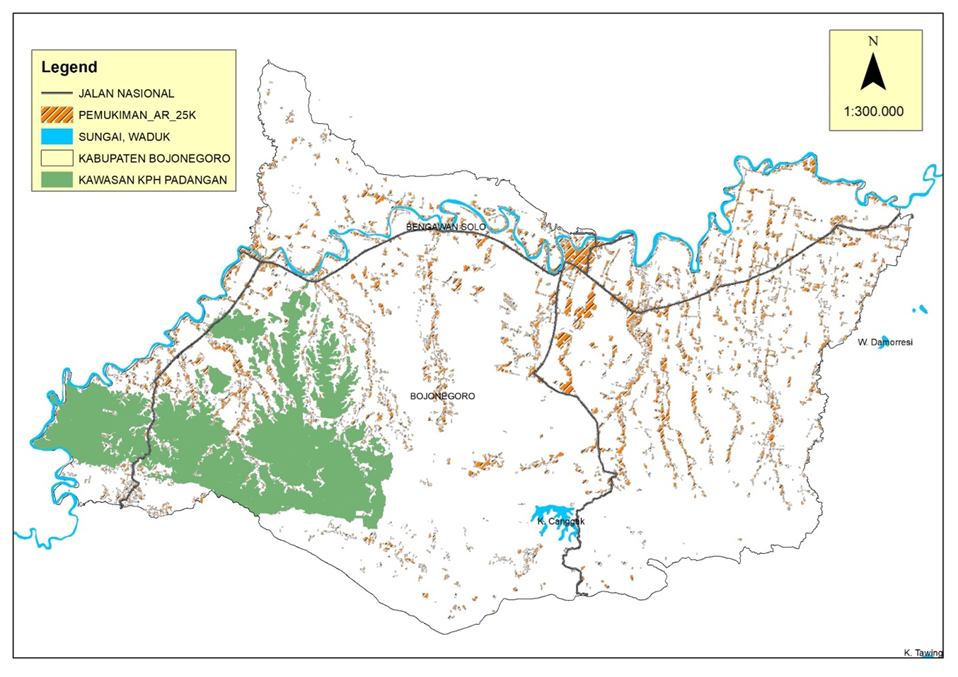 Legend
JALAN NASIONAL
PEMUKIMAN_AR_25K
SUNGAI, WADUK
KABUPATEN BOJONEGORO
KAWASAN KPH PADANGAN
N
1:300.000
BENGAWAN SOLO
W. Damorresi
BOJONEGORO
K. Canggak
K. Tawing